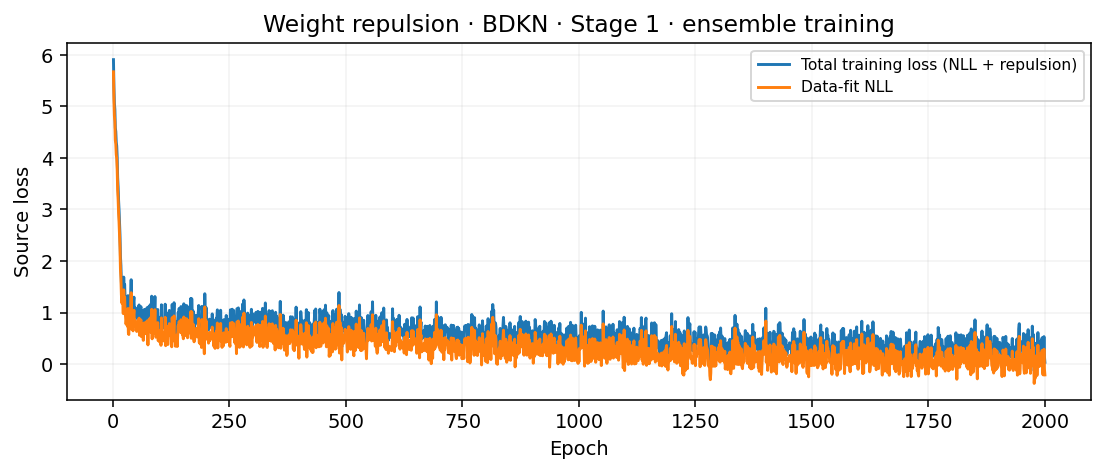 Weight repulsion · BDKN · Stage 1 · ensemble training
Total training loss (NLL + repulsion)
Data-fit NLL
Source loss
6
5
4
3
2
1
0
0 250 500 750 1000 1250 1500 1750 2000
Epoch